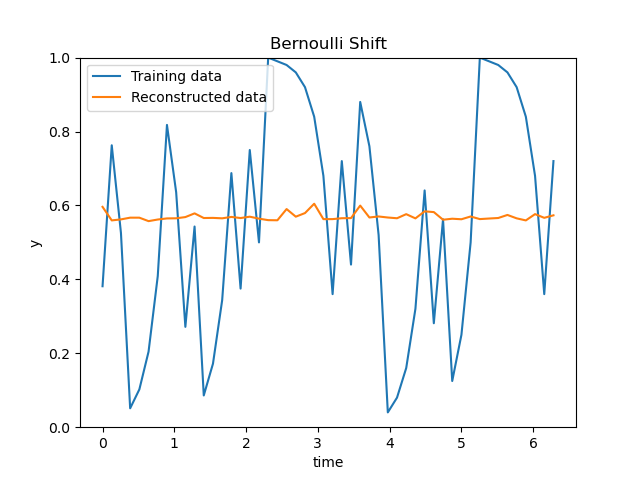 Bernoulli Shift
Training data
Reconstructed data
1.0
0.8
0.6
0.4
0.2
0.0
y
0 1 2 3 4 5 6
time